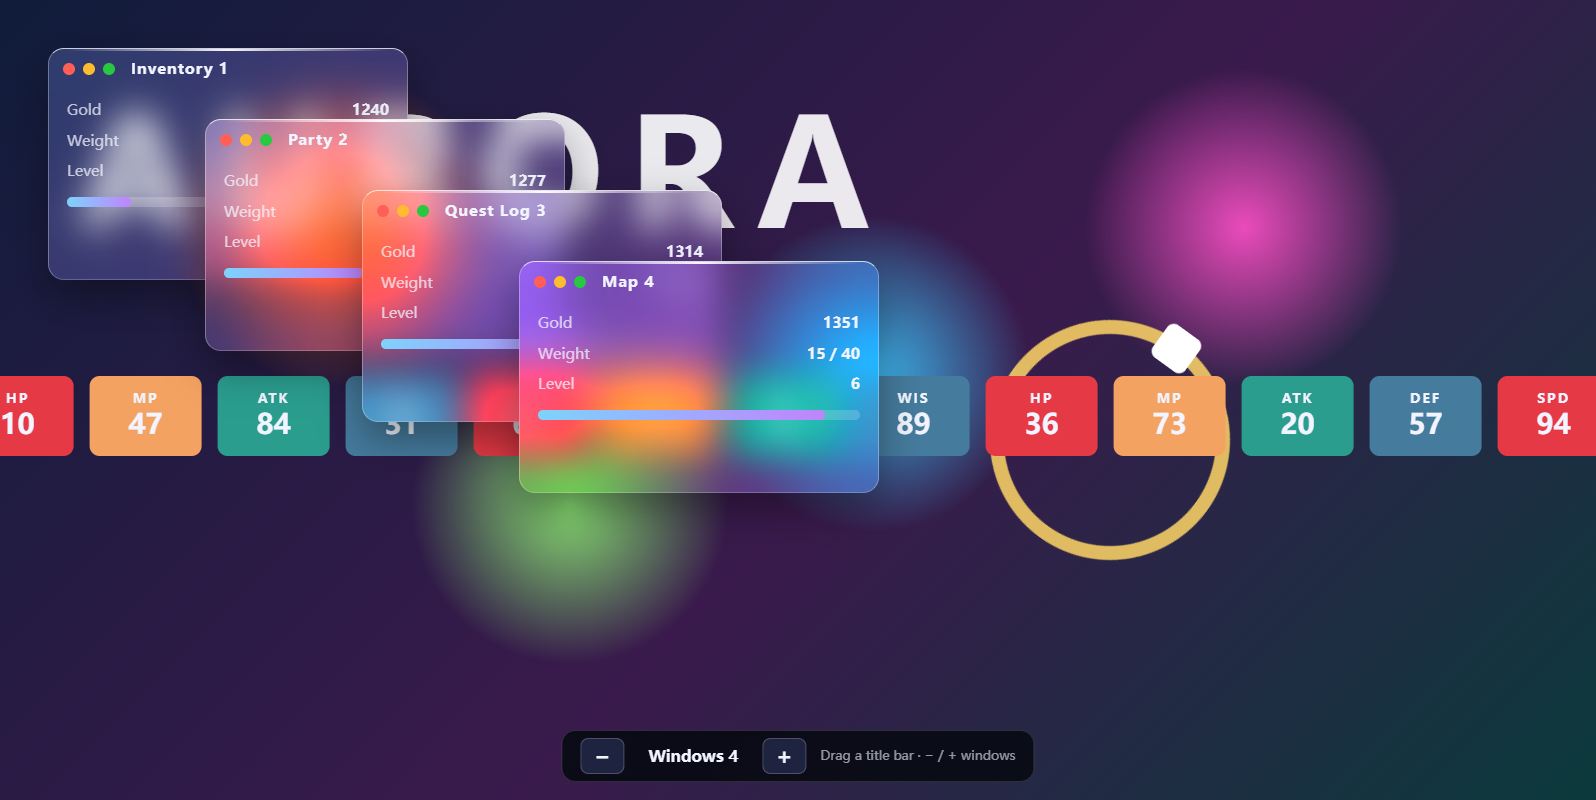 Inventory 1
Gold 1240
Weight
Level
Party 2
Gold 1277
Weight
Level
Quest Log 3
Gold 1314
Weight
Level
Map 4
Gold 1351
Weight 15 / 40
Level 6
ORA
HP MP ATK WIS HP MP ATK DEF SPD
10 47 84 31 89 36 73 20 57 94
− Windows 4 + Drag a title bar · − / + windows